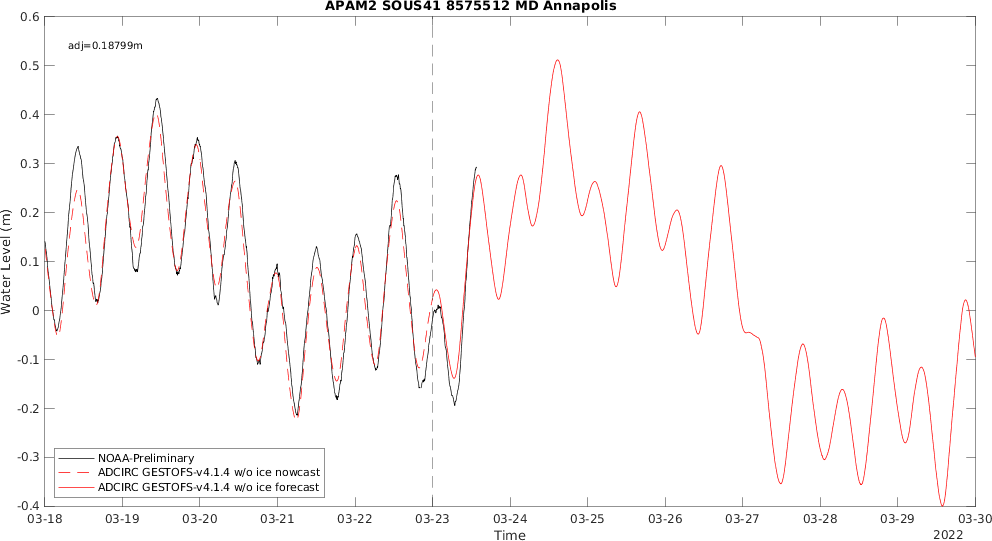 APAM2 SOUS41 8575512 MD Annapolis
adj=0.18799m
0.6
0.5
0.4
0.3
0.2
0.1
0
-0.1
-0.2
-0.3
-0.4
Water Level (m)
NOAA-Preliminary
ADCIRC GESTOFS-v4.1.4 w/o ice nowcast
ADCIRC GESTOFS-v4.1.4 w/o ice forecast
03-18 03-19 03-20 03-21 03-22 03-23 03-24 03-25 03-26 03-27 03-28 03-29 03-30
Time
2022